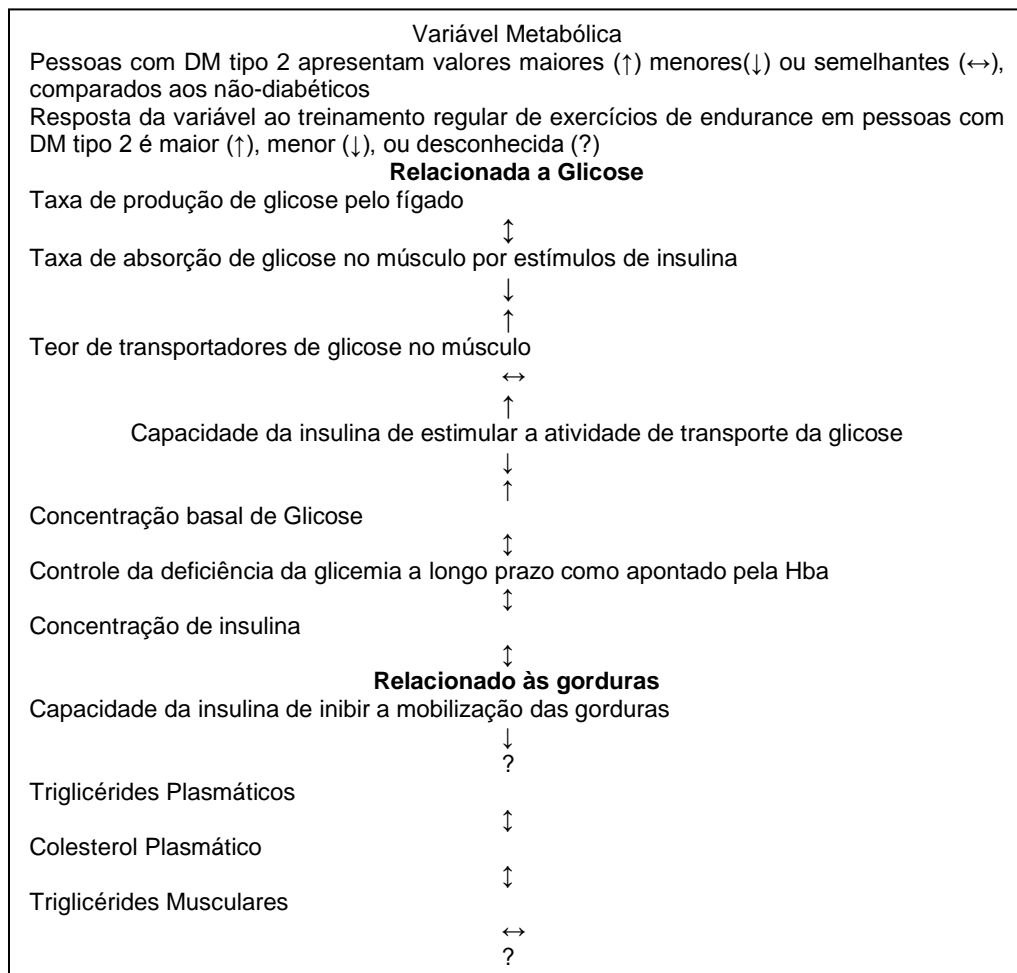 Variável Metabólica
Pessoas com DM tipo 2 apresentam valores maiores (↑) menores(↓) ou semelhantes (↔),
comparados aos não-diabéticos
Resposta da variável ao treinamento regular de exercícios de endurance em pessoas com
DM tipo 2 é maior (↑), menor (↓), ou desconhecida (?)
Relacionada a Glicose
Taxa de produção de glicose pelo fígado
↕
Taxa de absorção de glicose no músculo por estímulos de insulina
↓
↑
Teor de transportadores de glicose no músculo
↔
↑
Capacidade da insulina de estimular a atividade de transporte da glicose
↓
↑
Concentração basal de Glicose
↕
Controle da deficiência da glicemia a longo prazo como apontado pela Hba
↕
Concentração de insulina
↕
Relacionado às gorduras
Capacidade da insulina de inibir a mobilização das gorduras
↓
?
Triglicérides Plasmáticos
↕
Colesterol Plasmático
↕
Triglicérides Musculares
↔
?